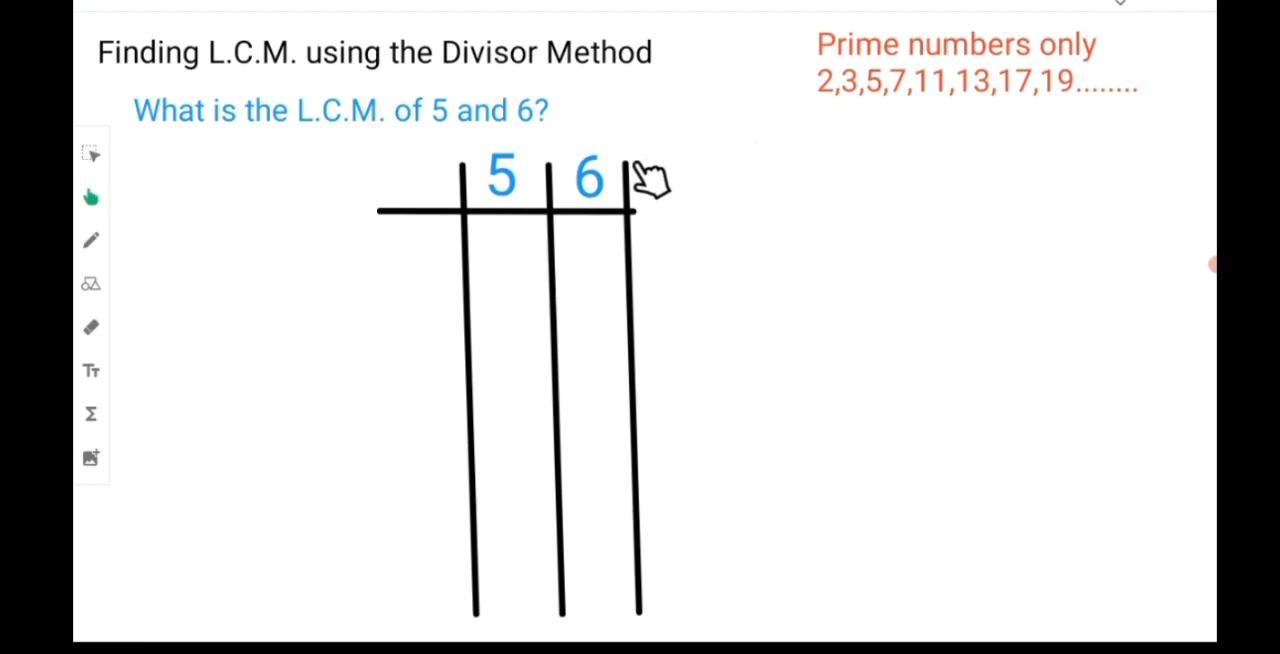 Finding L.C.M. using the Divisor Method
Prime numbers only
2,3,5,7,11,13,17,19........
What is the L.C.M. of 5 and 6?
5 6
TT
Σ